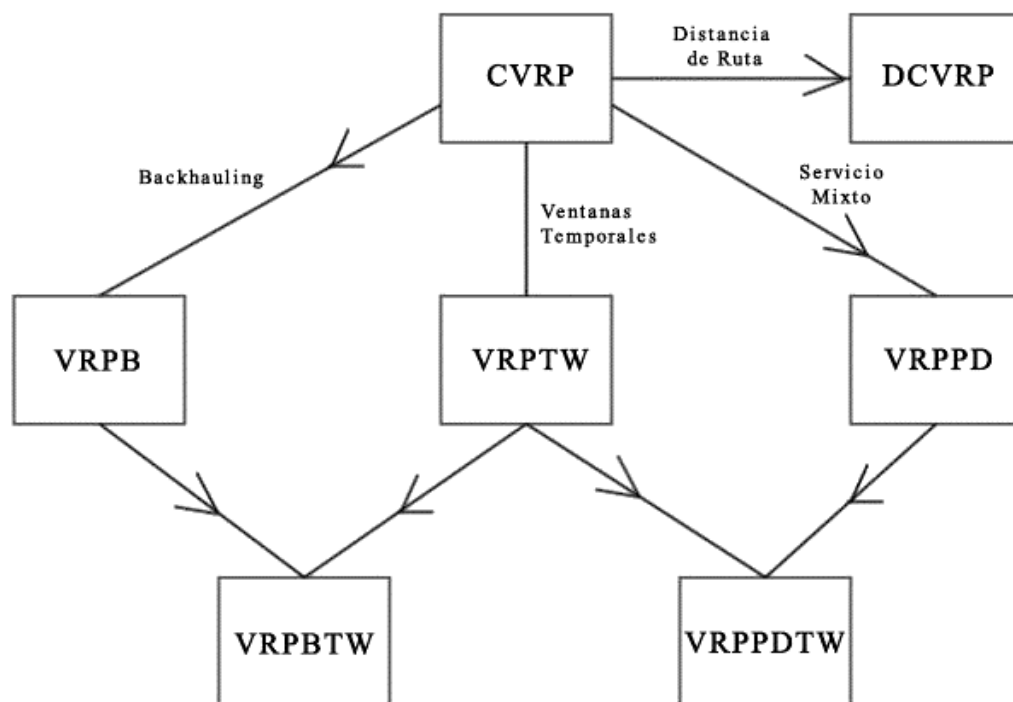 Distancia
de Ruta
CVRP
DCVRP
Backhauling
Servicio
Mixto
Ventanas
Temporales
VRPB
VRPTW
VRPPD
VRPBTW
VRPPDTW